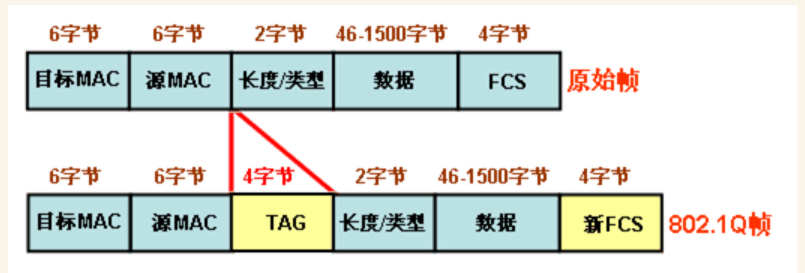 6字节 6字节 2字节 46-1500字节 4字节
目标MAC 源MAC 长度/类型 数据 FCS 原始帧
6字节 6字节 4字节 2字节 46-1500字节 4字节
目标MAC 源MAC TAG 长度/类型 数据 新FCS 802.1Q帧